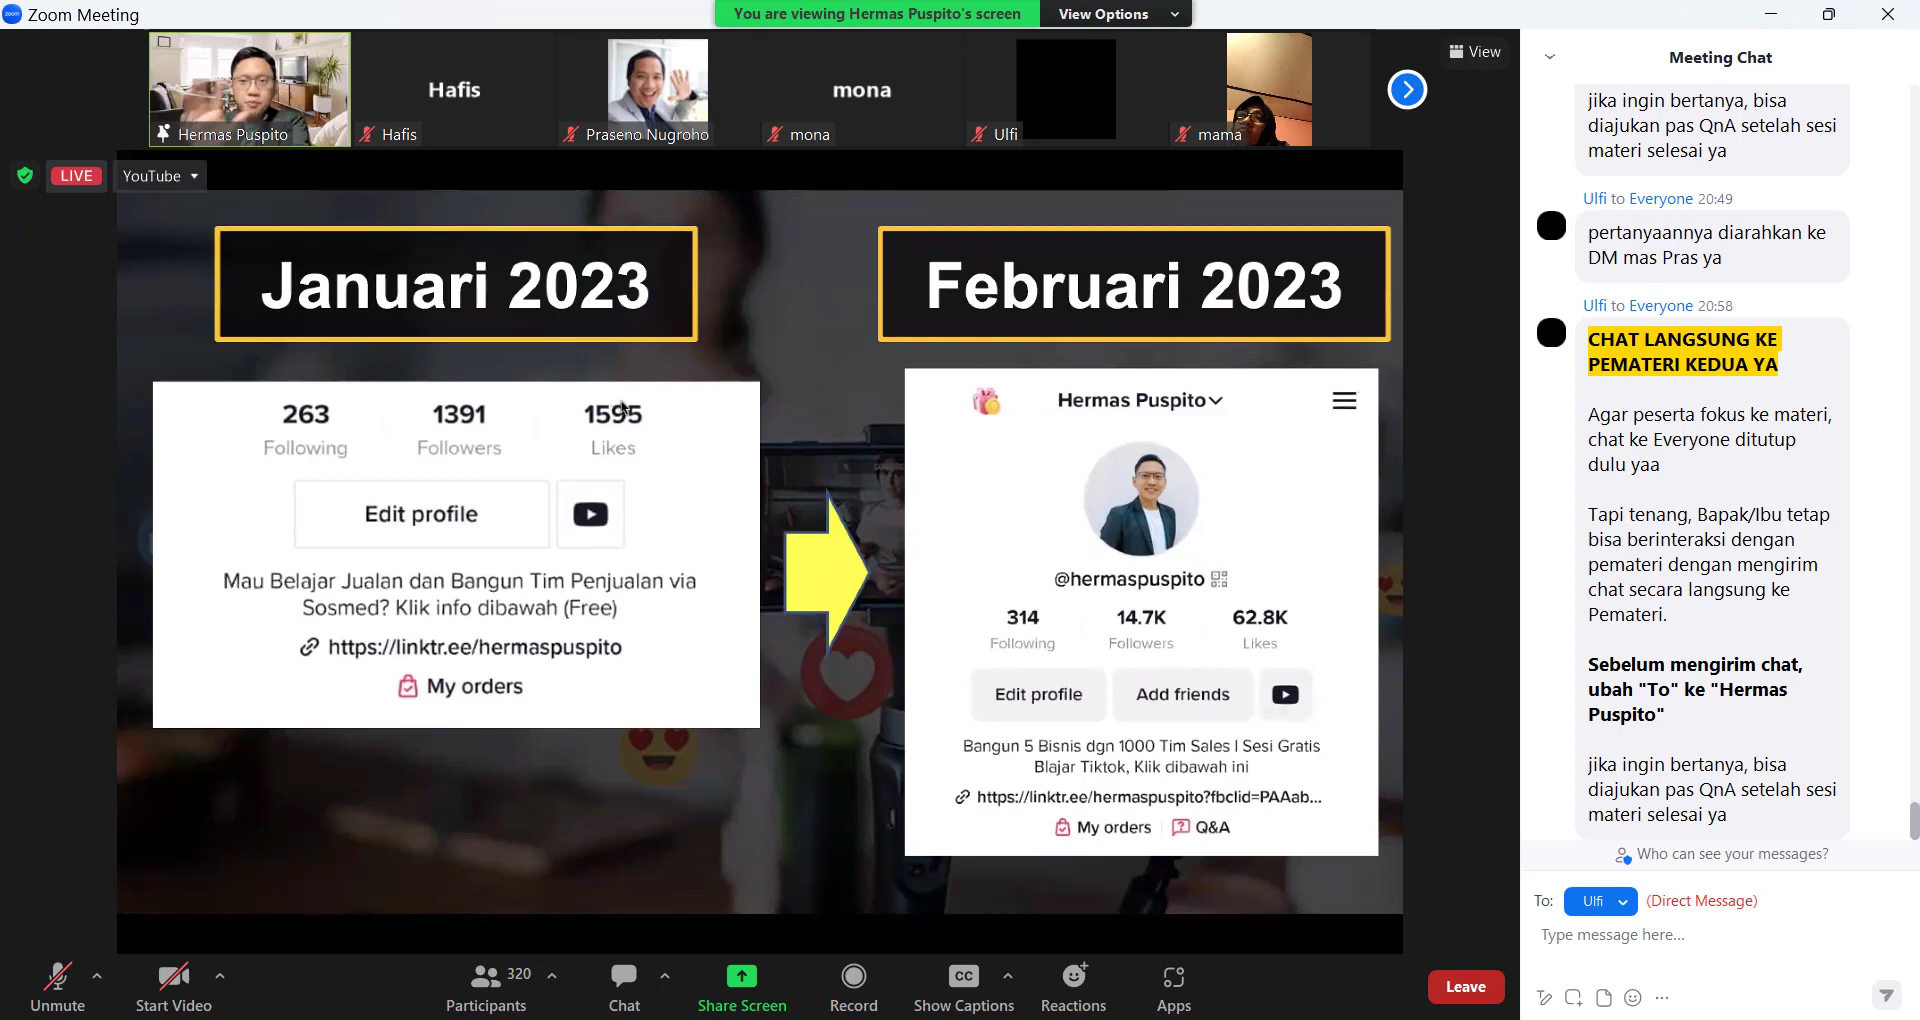 zoom Zoom Meeting
You are viewing Hermas Puspito's screen
View Options
View
Hermas Puspito
Hafis
Hafis
Praseno Nugroho
mona
mona
Ulfi
mama
LIVE
YouTube
Januari 2023
263
1391
1595
Following
Followers
Likes
Edit profile
Mau Belajar Jualan dan Bangun Tim Penjualan via
Sosmed? Klik info dibawah (Free)
https://linktr.ee/hermaspuspito
My orders
Februari 2023
Hermas Puspito
@hermaspuspito
314
14.7K
62.8K
Following
Followers
Likes
Edit profile
Add friends
Bangun 5 Bisnis dgn 1000 Tim Sales | Sesi Gratis
Blajar Tiktok, Klik dibawah ini
https://linktr.ee/hermaspuspito?fbclid=PAAab...
My orders
Q&A
Meeting Chat
jika ingin bertanya, bisa
diajukan pas QnA setelah sesi
materi selesai ya
Ulfi to Everyone 20:49
pertanyaannya diarahkan ke
DM mas Pras ya
Ulfi to Everyone 20:58
CHAT LANGSUNG KE
PEMATERI KEDUA YA
Agar peserta fokus ke materi,
chat ke Everyone ditutup
dulu yaa
Tapi tenang, Bapak/Ibu tetap
bisa berinteraksi dengan
pemateri dengan mengirim
chat secara langsung ke
Pemateri.
Sebelum mengirim chat,
ubah "To" ke "Hermas
Puspito"
jika ingin bertanya, bisa
diajukan pas QnA setelah sesi
materi selesai ya
Who can see your messages?
To: Ulfi (Direct Message)
Type message here...
Unmute
Start Video
320
Participants
Chat
Share Screen
Record
CC
Show Captions
Reactions
Apps
Leave